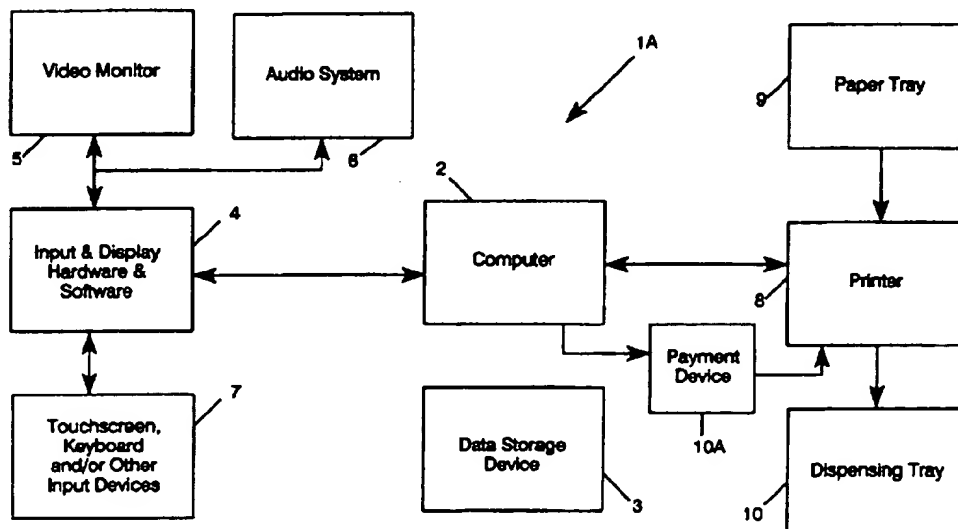 Video Monitor
5
Audio System
6
1A
Paper Tray
9
Input & Display
Hardware &
Software
4
Computer
2
Printer
8
Payment
Device
10A
Touchscreen,
Keyboard
and/or Other
Input Devices
7
Data Storage
Device
3
Dispensing Tray
10